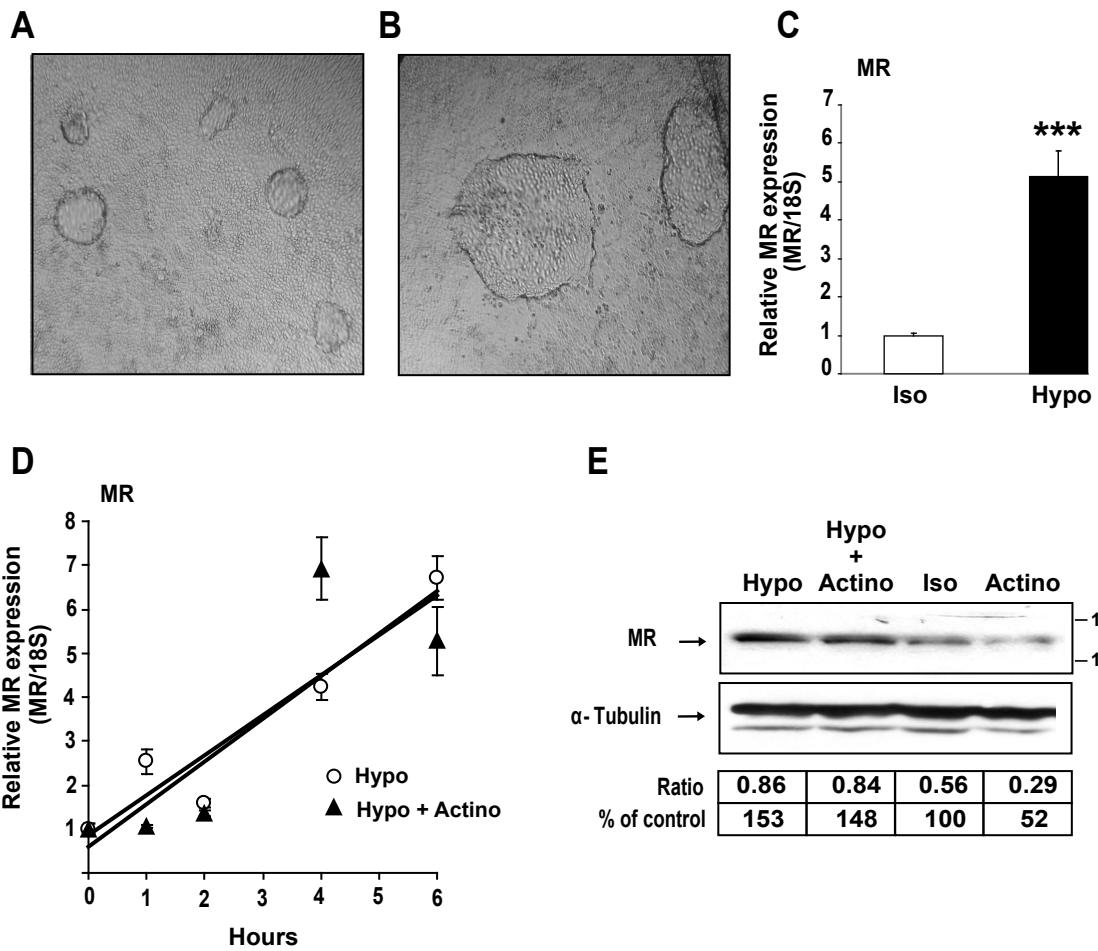 A
B
C
MR
Relative MR expression
(MR/18S)
7
6
5
4
3
2
1
0
***
Iso
Hypo
D
MR
Relative MR expression
(MR/18S)
8
7
6
5
4
3
2
1
Hypo
Hypo + Actino
0 1 2 3 4 5 6
Hours
E
Hypo
Hypo
+
Actino
Iso
Actino
MR
1
1
α- Tubulin
Ratio 0.86 0.84 0.56 0.29
% of control 153 148 100 52